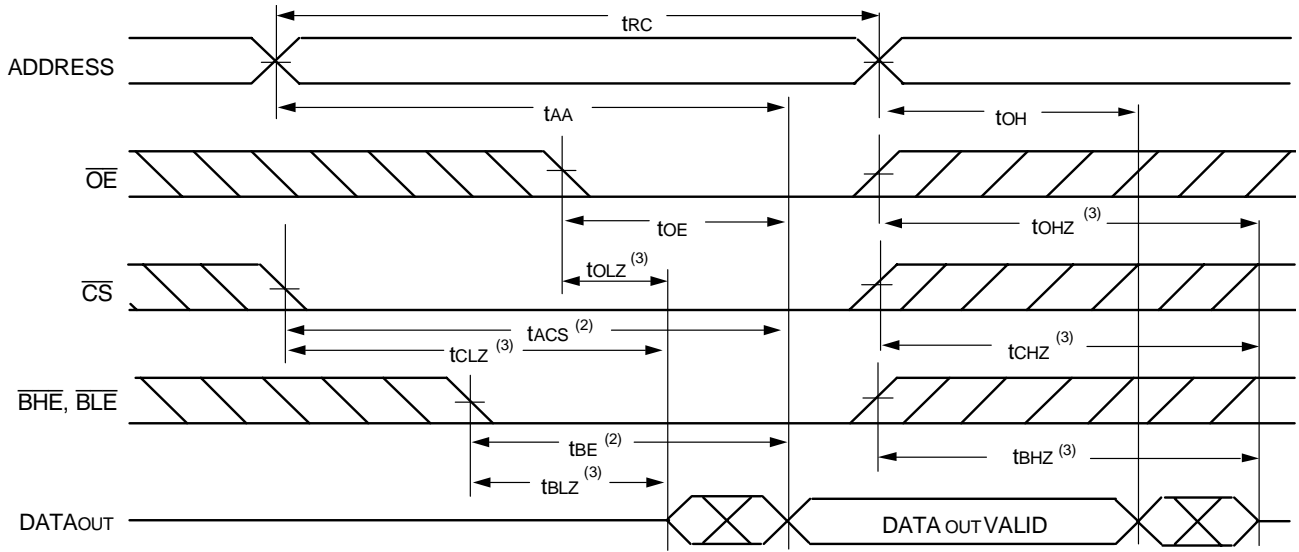 tRC
ADDRESS
tAA
tOH
OE
tOE
tOHZ (3)
tOLZ (3)
CS
tACS (2)
tCLZ (3)
tCHZ (3)
BHE, BLE
tBE (2)
tBHZ (3)
tBLZ (3)
DATAOUT
DATA OUT VALID